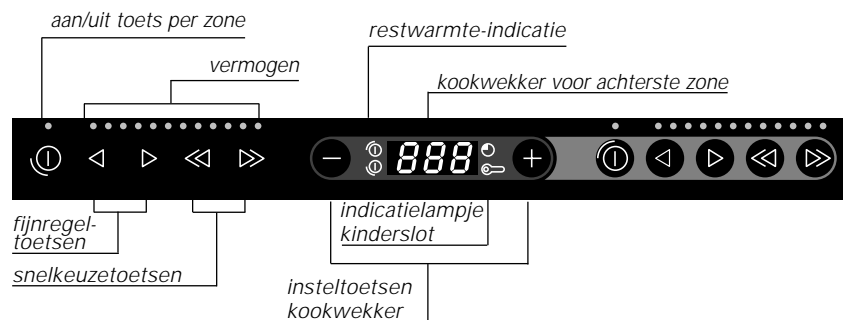 aan/uit toets per zone
restwarmte-indicatie
vermogen
kookwekker voor achterste zone
888
indicatielampje
kinderslot
fijnregel-
toetsen
snelkeuzetoetsen
insteltoetsen
kookwekker